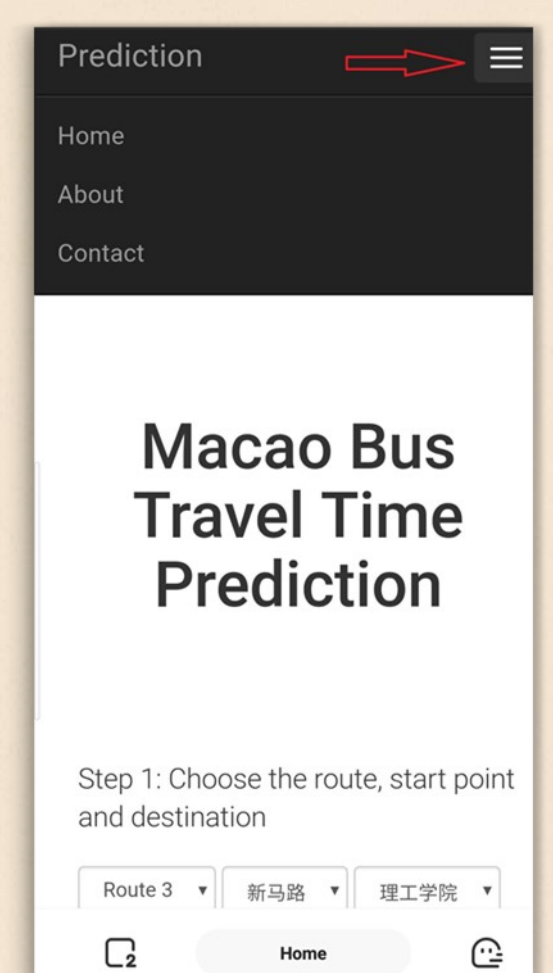 Prediction
Home
About
Contact
Macao Bus
Travel Time
Prediction
Step 1: Choose the route, start point
and destination
Route 3 新马路 理工学院
2 Home